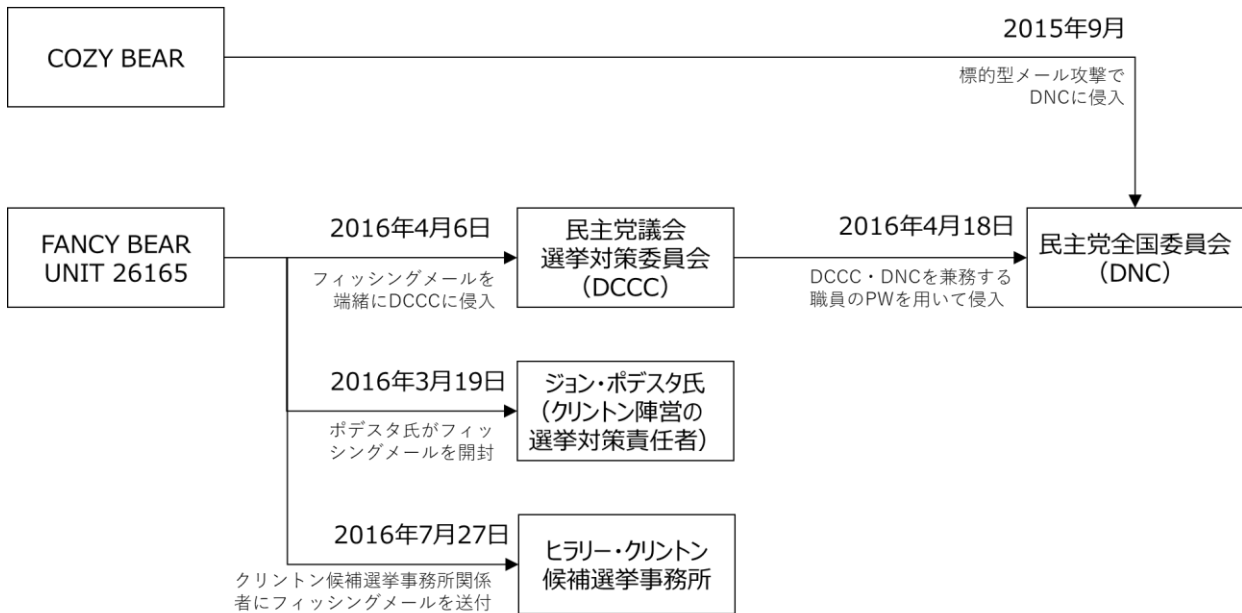 COZY BEAR
2015年9月
標的型メール攻撃で
DNCに侵入
FANCY BEAR
UNIT 26165
2016年4月6日
フィッシングメールを
端緒にDCCCに侵入
民主党議会
選挙対策委員会
（DCCC）
2016年4月18日
DCCC・DNCを兼務する
職員のPWを用いて侵入
民主党全国委員会
（DNC）
2016年3月19日
ポデスタ氏がフィッ
シングメールを開封
ジョン・ポデスタ氏
（クリントン陣営の
選挙対策責任者）
2016年7月27日
クリントン候補選挙事務所関係
者にフィッシングメールを送付
ヒラリー・クリントン
候補選挙事務所